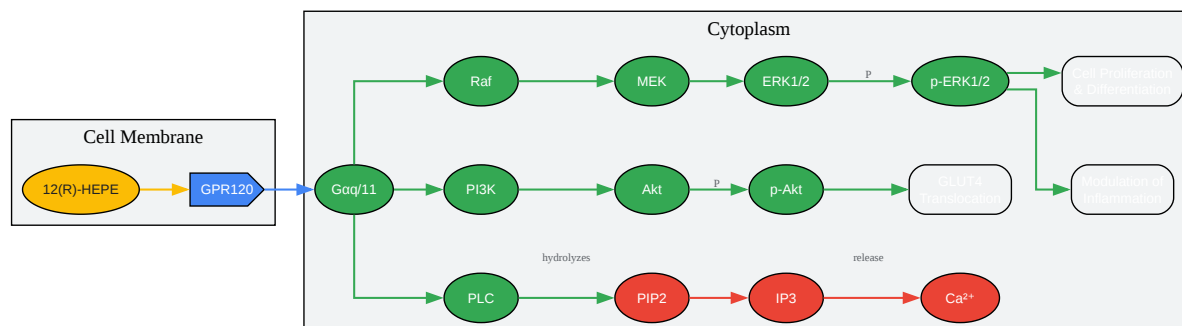 Cytoplasm
Raf
MEK
ERK1/2
P
p-ERK1/2
Cell Proliferation
& Differentiation
Cell Membrane
12(R)-HEPE
GPR120
Gαq/11
PI3K
Akt
P
p-Akt
GLUT4
Translocation
Modulation of
Inflammation
hydrolyzes
release
PLC
PIP2
IP3
Ca²⁺